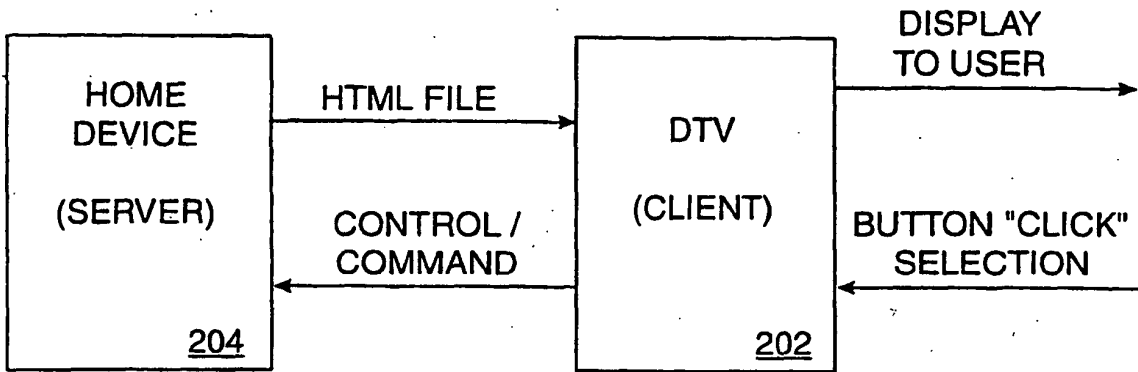 HOME
DEVICE
(SERVER)
204
HTML FILE
CONTROL /
COMMAND
DTV
(CLIENT)
202
DISPLAY
TO USER
BUTTON "CLICK"
SELECTION